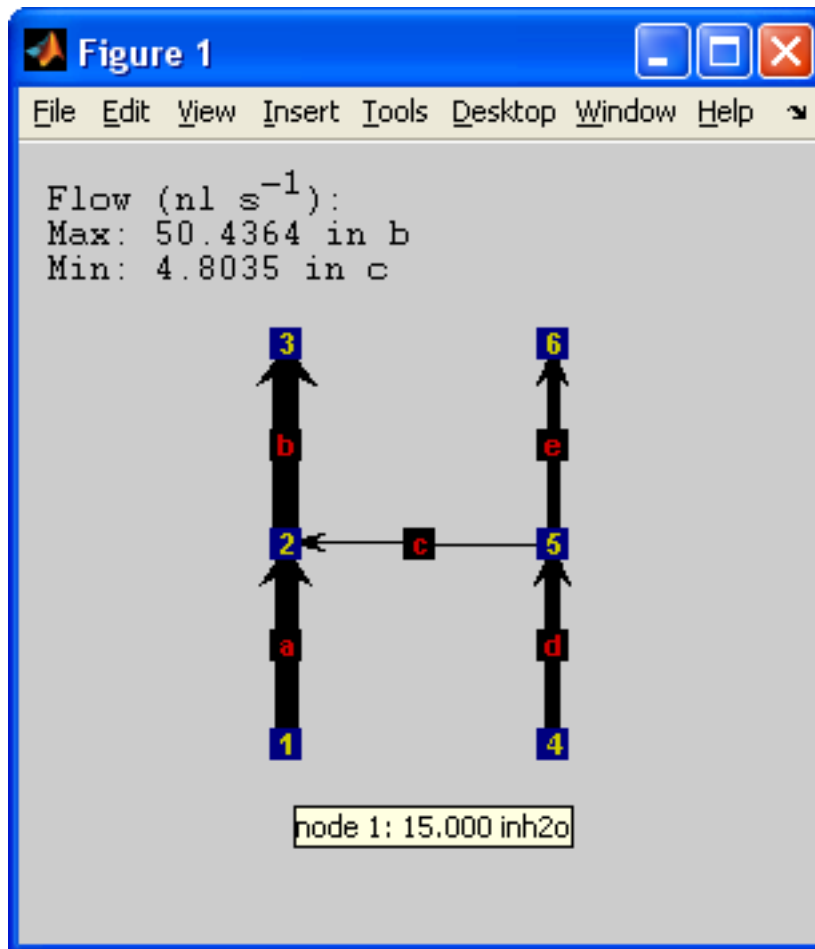 Figure 1
File Edit View Insert Tools Desktop Window Help
Flow (nl s⁻¹):
Max: 50.4364 in b
Min: 4.8035 in c
3 6
b e
2 c 5
a d
1 4
node 1: 15.000 inh2o